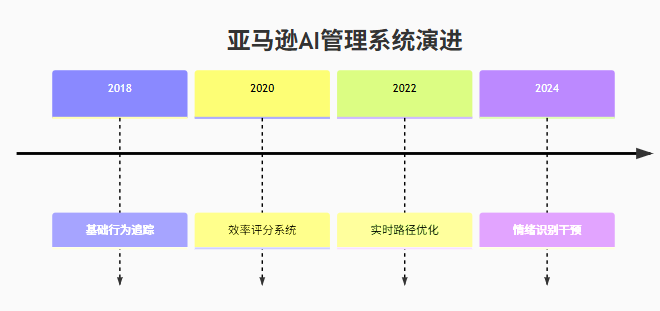 亚马逊AI管理系统演进
2018
2020
2022
2024
基础行为追踪
效率评分系统
实时路径优化
情绪识别干预